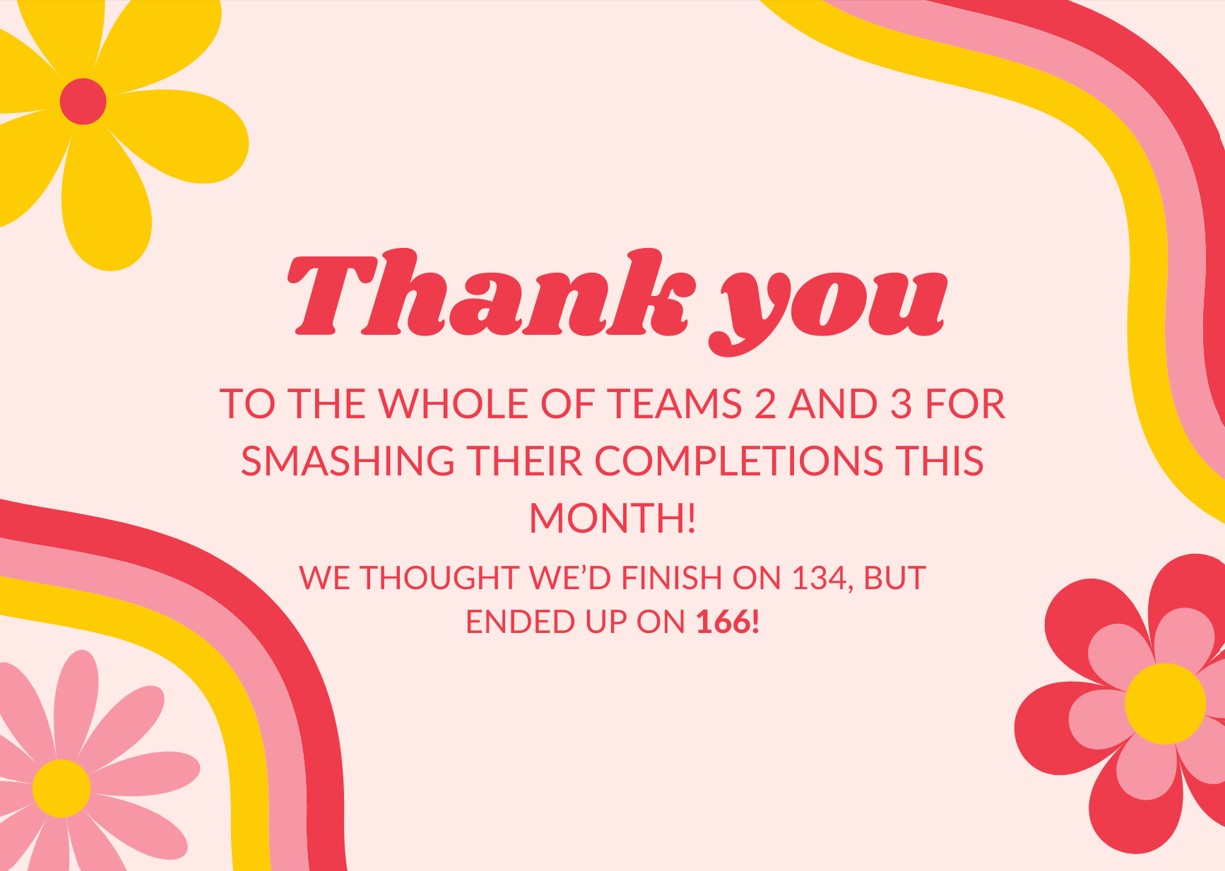 Thank you
TO THE WHOLE OF TEAMS 2 AND 3 FOR
SMASHING THEIR COMPLETIONS THIS
MONTH!
WE THOUGHT WE’D FINISH ON 134, BUT
ENDED UP ON 166!